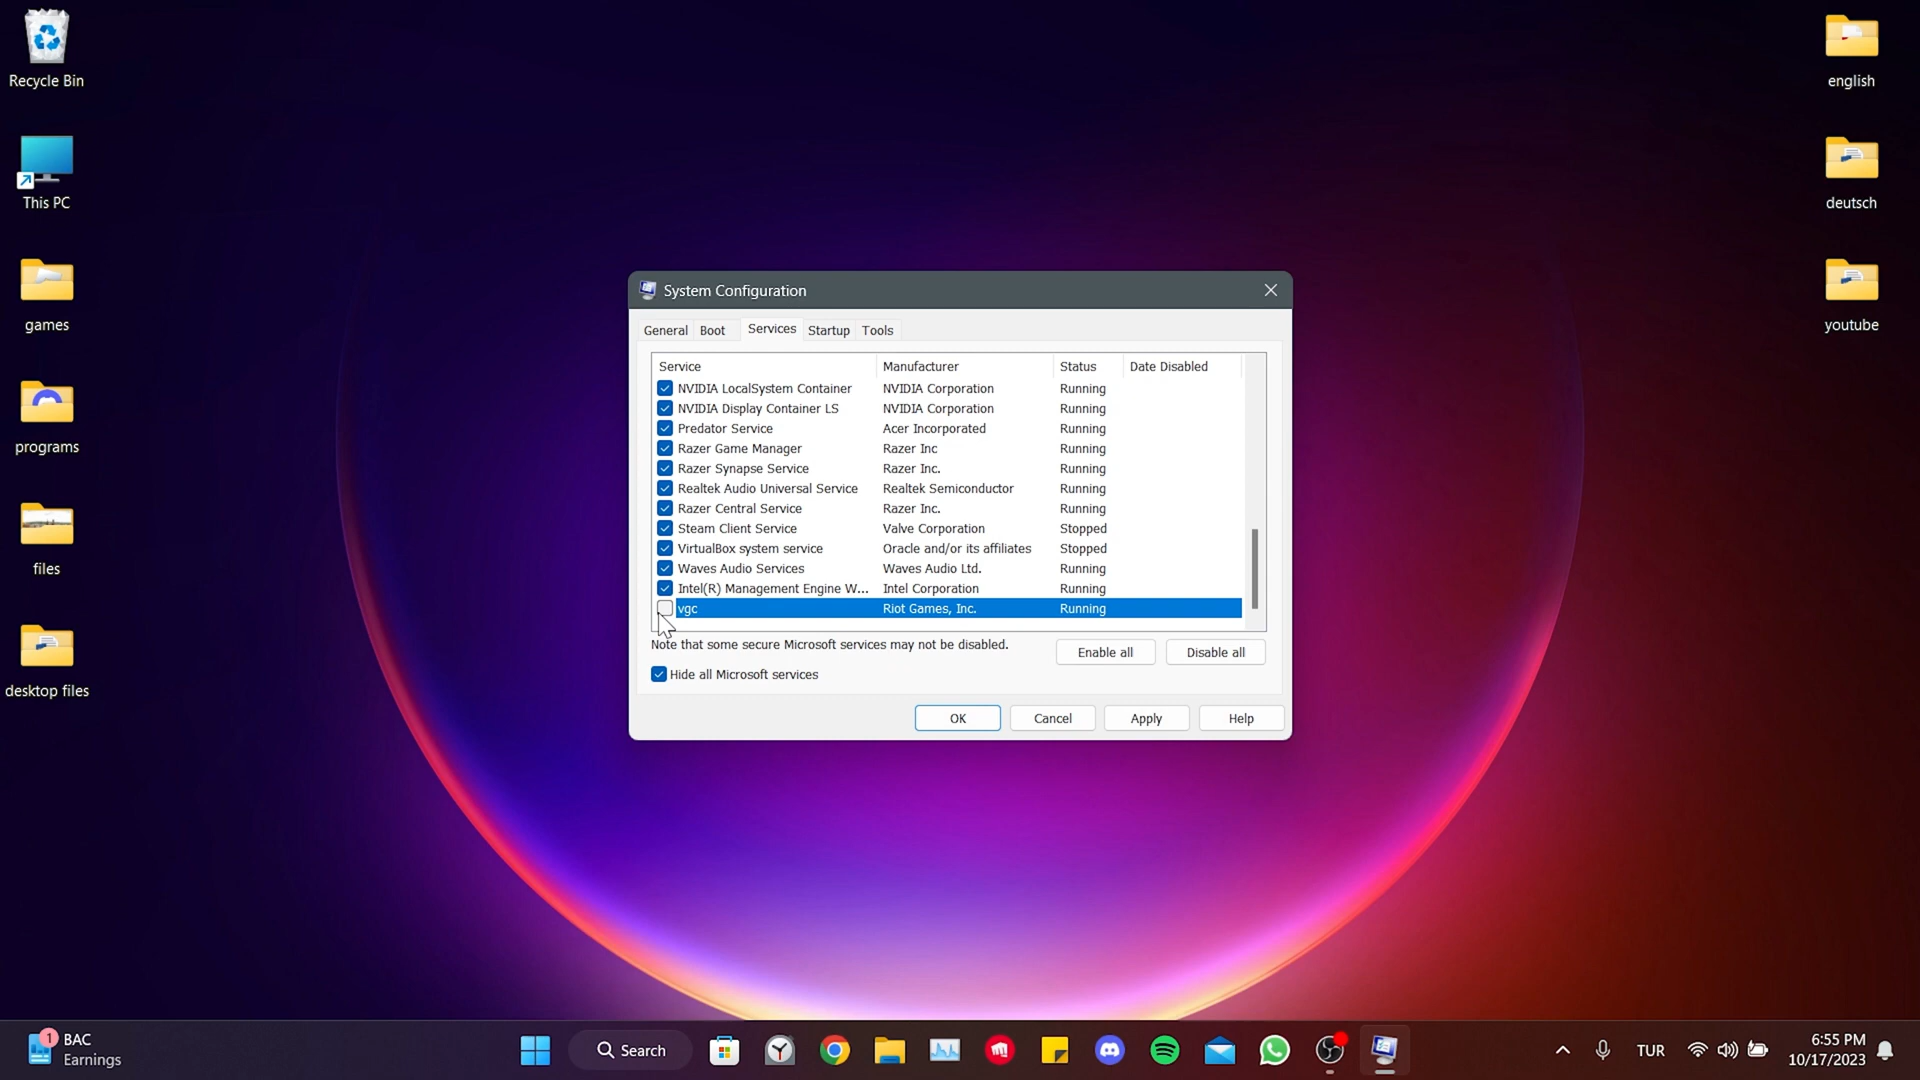 Recycle Bin
This PC
games
programs
files
desktop files
english
deutsch
youtube
System Configuration
General Boot Services Startup Tools
Service Manufacturer Status Date Disabled
NVIDIA LocalSystem Container NVIDIA Corporation Running
NVIDIA Display Container LS NVIDIA Corporation Running
Predator Service Acer Incorporated Running
Razer Game Manager Razer Inc Running
Razer Synapse Service Razer Inc. Running
Realtek Audio Universal Service Realtek Semiconductor Running
Razer Central Service Razer Inc. Running
Steam Client Service Valve Corporation Stopped
VirtualBox system service Oracle and/or its affiliates Stopped
Waves Audio Services Waves Audio Ltd. Running
Intel(R) Management Engine W... Intel Corporation Running
vgc Riot Games, Inc. Running
Note that some secure Microsoft services may not be disabled.
Enable all Disable all
Hide all Microsoft services
OK Cancel Apply Help
1 BAC
Earnings
Search
TUR
6:55 PM
10/17/2023